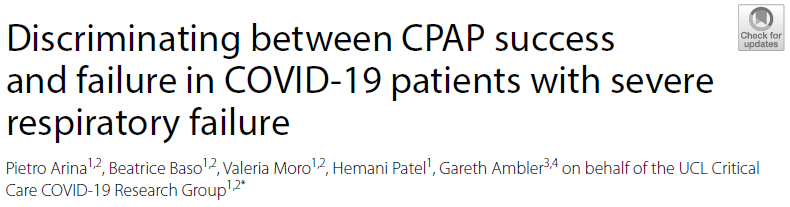 Discriminating between CPAP success
and failure in COVID-19 patients with severe
respiratory failure
Check for
updates
Pietro Arina1,2, Beatrice Baso1,2, Valeria Moro1,2, Hemani Patel1, Gareth Ambler3,4 on behalf of the UCL Critical
Care COVID-19 Research Group1,2*